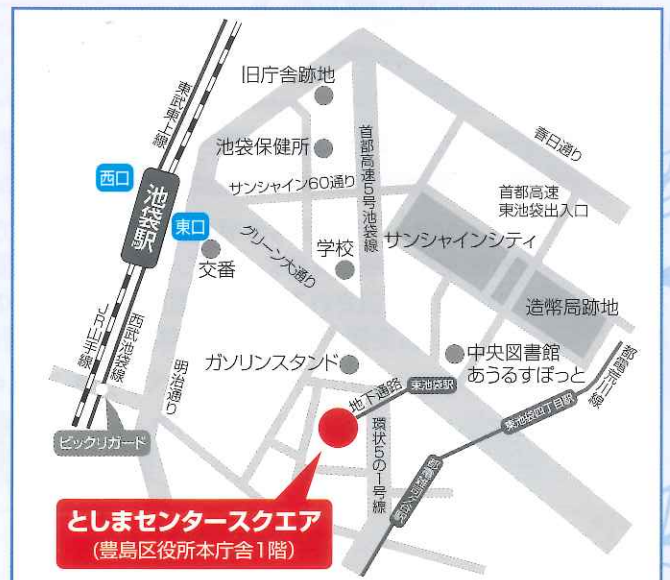 旧庁舎跡地
東武東上線
池袋保健所
首都高速5号池袋線
春日通り
西口
サンシャイン60通り
首都高速
東池袋出入口
池袋駅
東口
グリーン大通り
学校
サンシャインシティ
交番
造幣局跡地
JR山手線
西武池袋線
明治通り
ガソリンスタンド
中央図書館
あうるすぽっと
都電荒川線
地下通路
東池袋駅
東池袋四丁目駅
ビックリガード
環状5の1号線
都電雑司ヶ谷駅
としまセンタースクエア
(豊島区役所本庁舎1階)